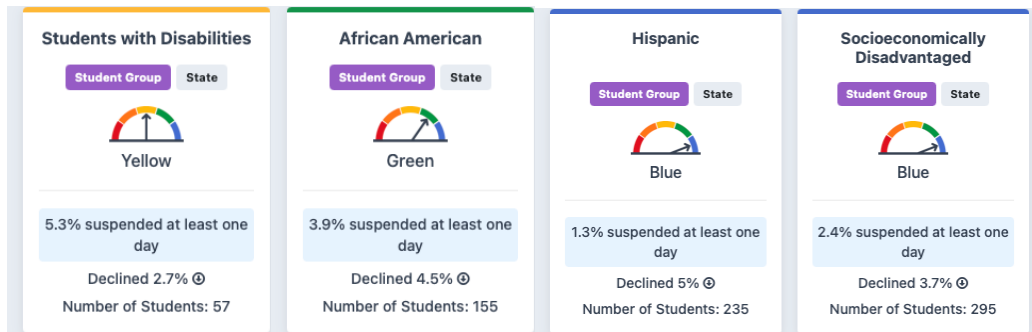 Students with Disabilities
Student Group
State
Yellow
5.3% suspended at least one
day
Declined 2.7%
Number of Students: 57
African American
Student Group
State
Green
3.9% suspended at least one
day
Declined 4.5%
Number of Students: 155
Hispanic
Student Group
State
Blue
1.3% suspended at least one
day
Declined 5%
Number of Students: 235
Socioeconomically
Disadvantaged
Student Group
State
Blue
2.4% suspended at least one
day
Declined 3.7%
Number of Students: 295